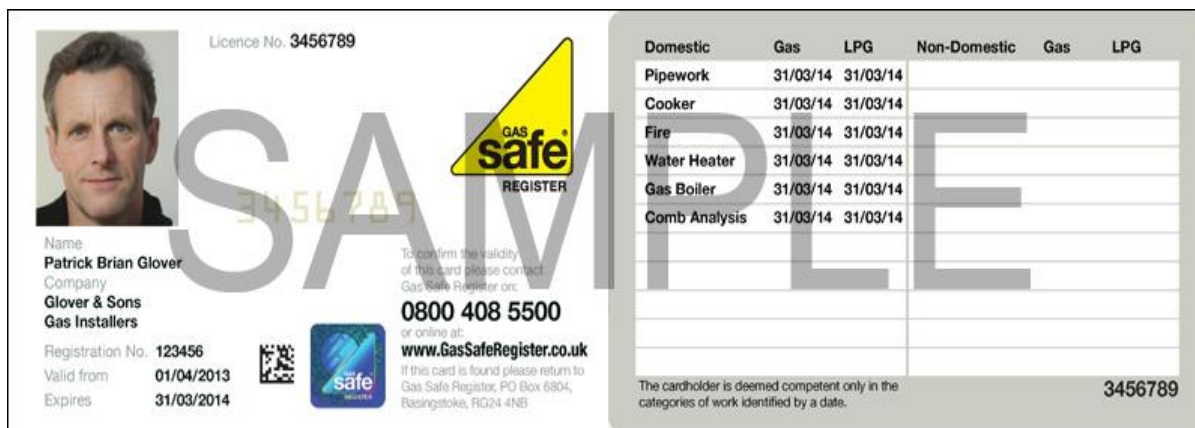 Licence No. 3456789
GAS
safe
REGISTER
3456789
Name
Patrick Brian Glover
Company
Glover & Sons
Gas Installers
Registration No. 123456
Valid from 01/04/2013
Expires 31/03/2014
GAS
safe
REGISTER
To confirm the validity
of this card please contact
Gas Safe Register on:
0800 408 5500
or online at:
www.GasSafeRegister.co.uk
If this card is found please return to
Gas Safe Register, PO Box 6804,
Basingstoke, RG24 4NB
SAMPLE
Domestic Gas LPG Non-Domestic Gas LPG
Pipework 31/03/14 31/03/14
Cooker 31/03/14 31/03/14
Fire 31/03/14 31/03/14
Water Heater 31/03/14 31/03/14
Gas Boiler 31/03/14 31/03/14
Comb Analysis 31/03/14 31/03/14
The cardholder is deemed competent only in the
categories of work identified by a date.
3456789